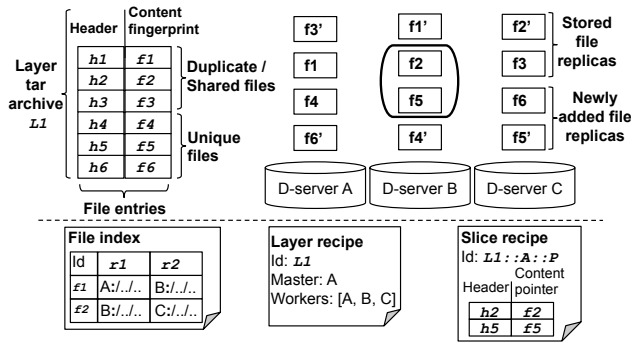 Header Content fingerprint
Layer tar archive L1
h1 f1
h2 f2
h3 f3
h4 f4
h5 f5
h6 f6
Duplicate / Shared files
Unique files
File entries
f3’ f1’ f2’
f1 f2 f3
f4 f5 f6
f6’ f4’ f5’
Stored file replicas
Newly added file replicas
D-server A D-server B D-server C
File index
Id r1 r2
f1 A:/../.. B:/../..
f2 B:/../.. C:/../..
Layer recipe
Id: L1
Master: A
Workers: [A, B, C]
Slice recipe
Id: L1::A::P
Header Content pointer
h2 f2
h5 f5